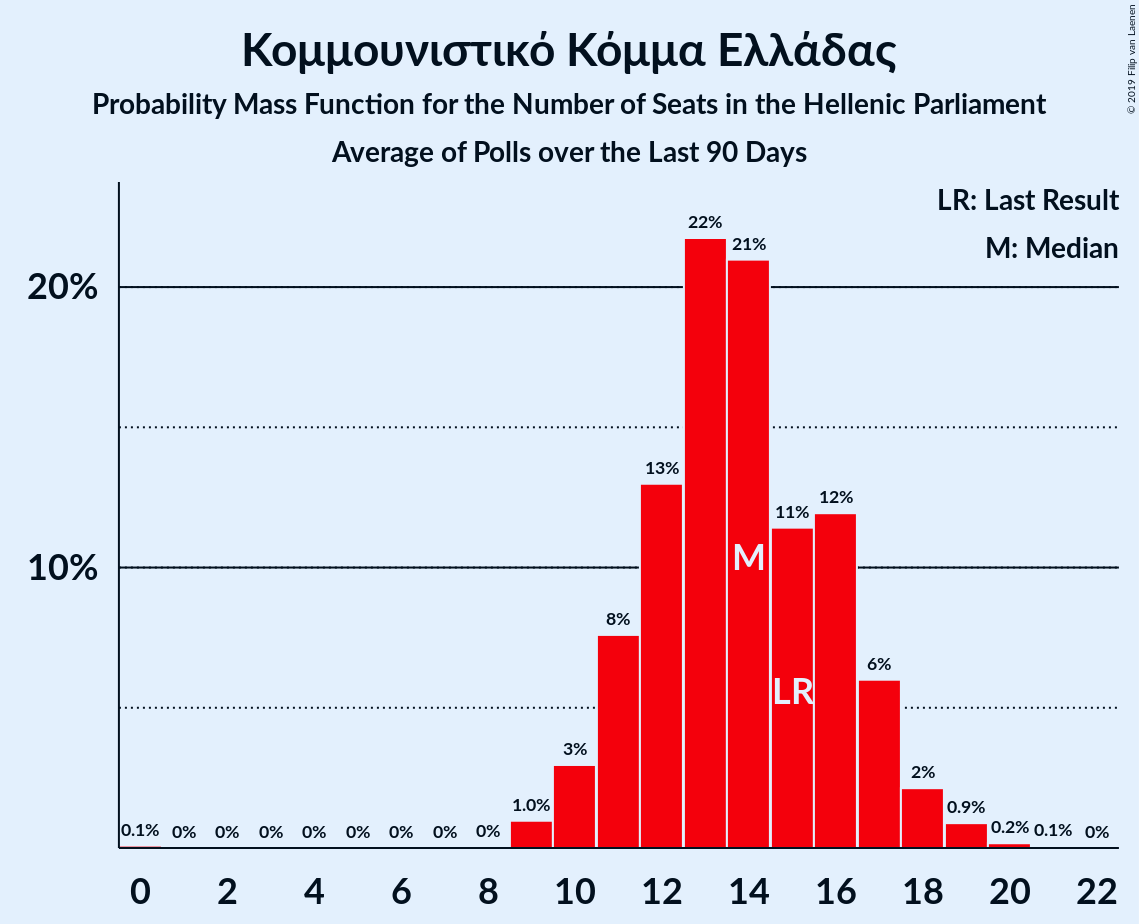 Κομμουνιστικό Κόμμα Ελλάδας
Probability Mass Function for the Number of Seats in the Hellenic Parliament
Average of Polls over the Last 90 Days
© 2019 Filip van Laenen
LR: Last Result
M: Median
20%
10%
0.1% 0% 0% 0% 0% 0% 0% 0% 0% 1.0% 3% 8% 13% 22% 21% 11% 12% 6% 2% 0.9% 0.2% 0.1% 0%
M
LR
0 2 4 6 8 10 12 14 16 18 20 22